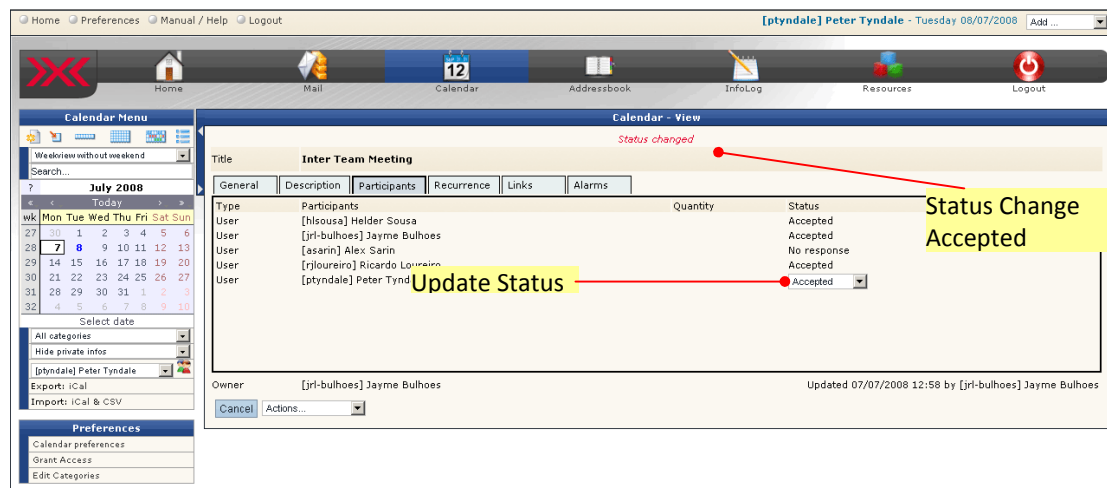 Home Preferences Manual / Help Logout [ptyndale] Peter Tyndale - Tuesday 08/07/2008 Add ...
12
Home Mail Calendar Addressbook InfoLog Resources Logout
Calendar Menu
Weekview without weekend
Search...
? July 2008
« < Today > »
wk Mon Tue Wed Thu Fri Sat Sun
27 30 1 2 3 4 5 6
28 7 8 9 10 11 12 13
29 14 15 16 17 18 19 20
30 21 22 23 24 25 26 27
31 28 29 30 31 1 2 3
32 4 5 6 7 8 9 10
Select date
All categories
Hide private infos
[ptyndale] Peter Tyndale
Export: iCal
Import: iCal & CSV
Preferences
Calendar preferences
Grant Access
Edit Categories
Calendar - View
Status changed
Title Inter Team Meeting
General Description Participants Recurrence Links Alarms
Type Participants Quantity Status
User [hlsousa] Helder Sousa Accepted
User [jrl-bulhoes] Jayme Bulhoes Accepted
User [asarin] Alex Sarin No response
User [rjloureiro] Ricardo Loureiro Accepted
User [ptyndale] Peter Tynd Accepted
Update Status
Status Change
Accepted
Owner [jrl-bulhoes] Jayme Bulhoes Updated 07/07/2008 12:58 by [jrl-bulhoes] Jayme Bulhoes
Cancel Actions...